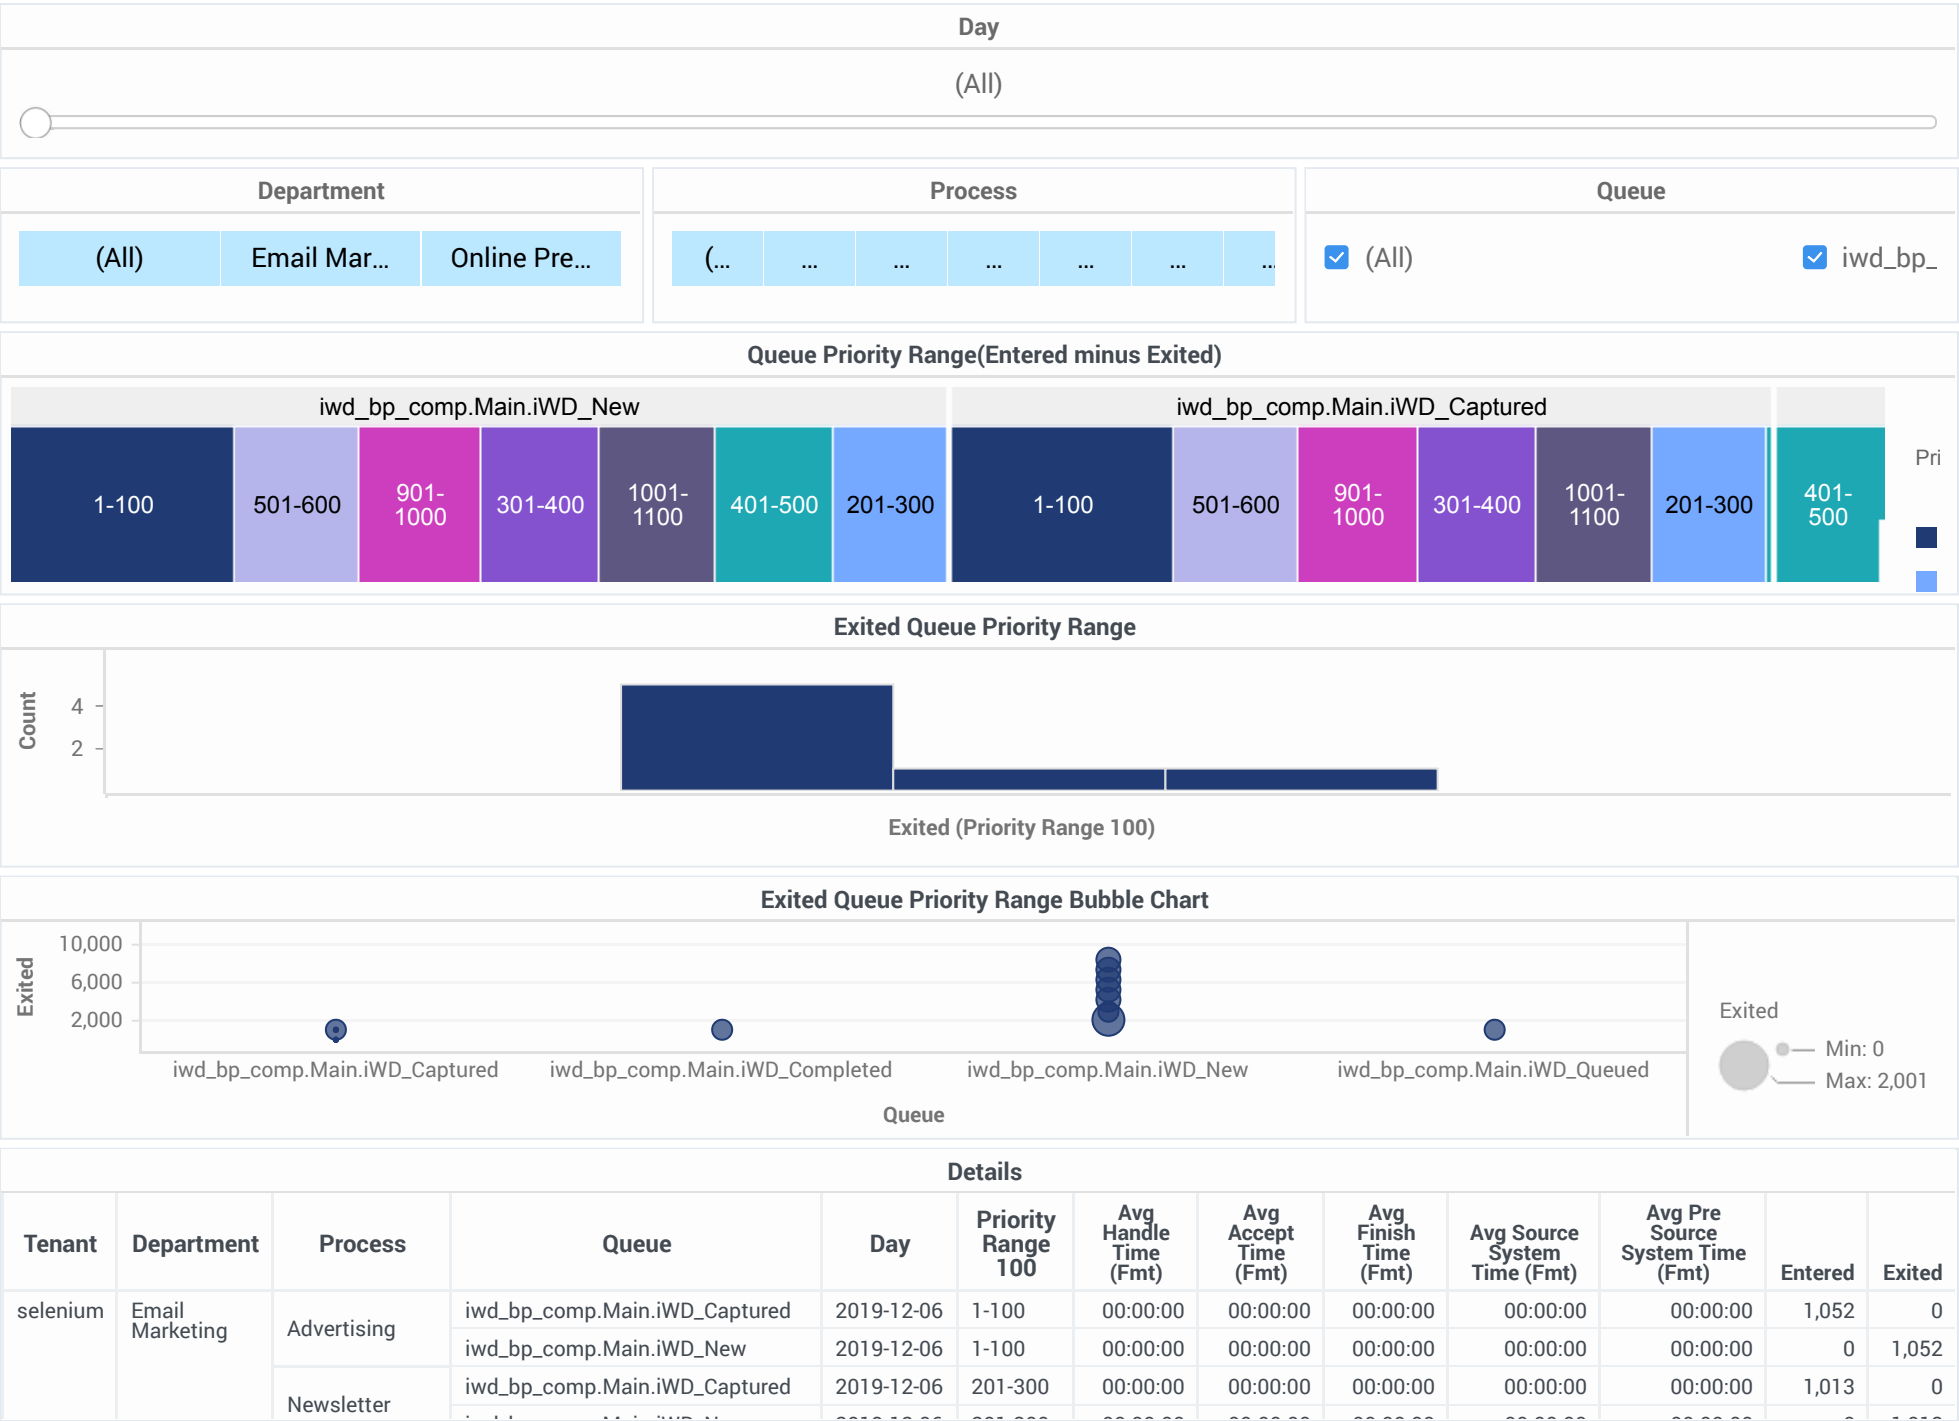 Day
(All)
Department
Process
Queue
(All)
Email Mar...
Online Pre...
(...
...
...
...
...
...
...
(All)
iwd_bp_
Queue Priority Range(Entered minus Exited)
iwd_bp_comp.Main.iWD_New
iwd_bp_comp.Main.iWD_Captured
1-100
501-600
901-
1000
301-400
1001-
1100
401-500
201-300
1-100
501-600
901-
1000
301-400
1001-
1100
201-300
401-
500
Pri
Exited Queue Priority Range
Count
4
2
Exited (Priority Range 100)
Exited Queue Priority Range Bubble Chart
Exited
10,000
6,000
2,000
iwd_bp_comp.Main.iWD_Captured
iwd_bp_comp.Main.iWD_Completed
iwd_bp_comp.Main.iWD_New
iwd_bp_comp.Main.iWD_Queued
Queue
Exited
Min: 0
Max: 2,001
Details
Tenant
Department
Process
Queue
Day
Priority
Range
100
Avg
Handle
Time
(Fmt)
Avg
Accept
Time
(Fmt)
Avg
Finish
Time
(Fmt)
Avg Source
System
Time (Fmt)
Avg Pre
Source
System Time
(Fmt)
Entered
Exited
selenium
Email
Marketing
Advertising
iwd_bp_comp.Main.iWD_Captured 2019-12-06 1-100 00:00:00 00:00:00 00:00:00 00:00:00 00:00:00 1,052 0
iwd_bp_comp.Main.iWD_New 2019-12-06 1-100 00:00:00 00:00:00 00:00:00 00:00:00 00:00:00 0 1,052
Newsletter
iwd_bp_comp.Main.iWD_Captured 2019-12-06 201-300 00:00:00 00:00:00 00:00:00 00:00:00 00:00:00 1,013 0